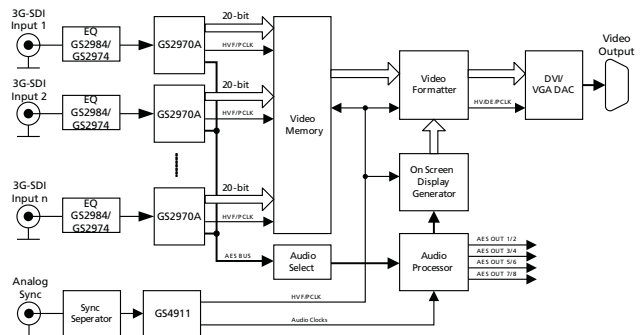 3G-SDI
Input 1
EQ
GS2984/
GS2974
GS2970A
20-bit
HVF/PCLK
3G-SDI
Input 2
EQ
GS2984/
GS2974
GS2970A
20-bit
HVF/PCLK
3G-SDI
Input n
EQ
GS2984/
GS2974
GS2970A
20-bit
HVF/PCLK
AES BUS
Video
Memory
Audio
Select
Video
Formatter
HV/DE/PCLK
DVI/
VGA DAC
Video
Output
On Screen
Display
Generator
Audio
Processor
AES OUT 1/2
AES OUT 3/4
AES OUT 5/6
AES OUT 7/8
Analog
Sync
Sync
Seperator
GS4911
HVF/PCLK
Audio Clocks